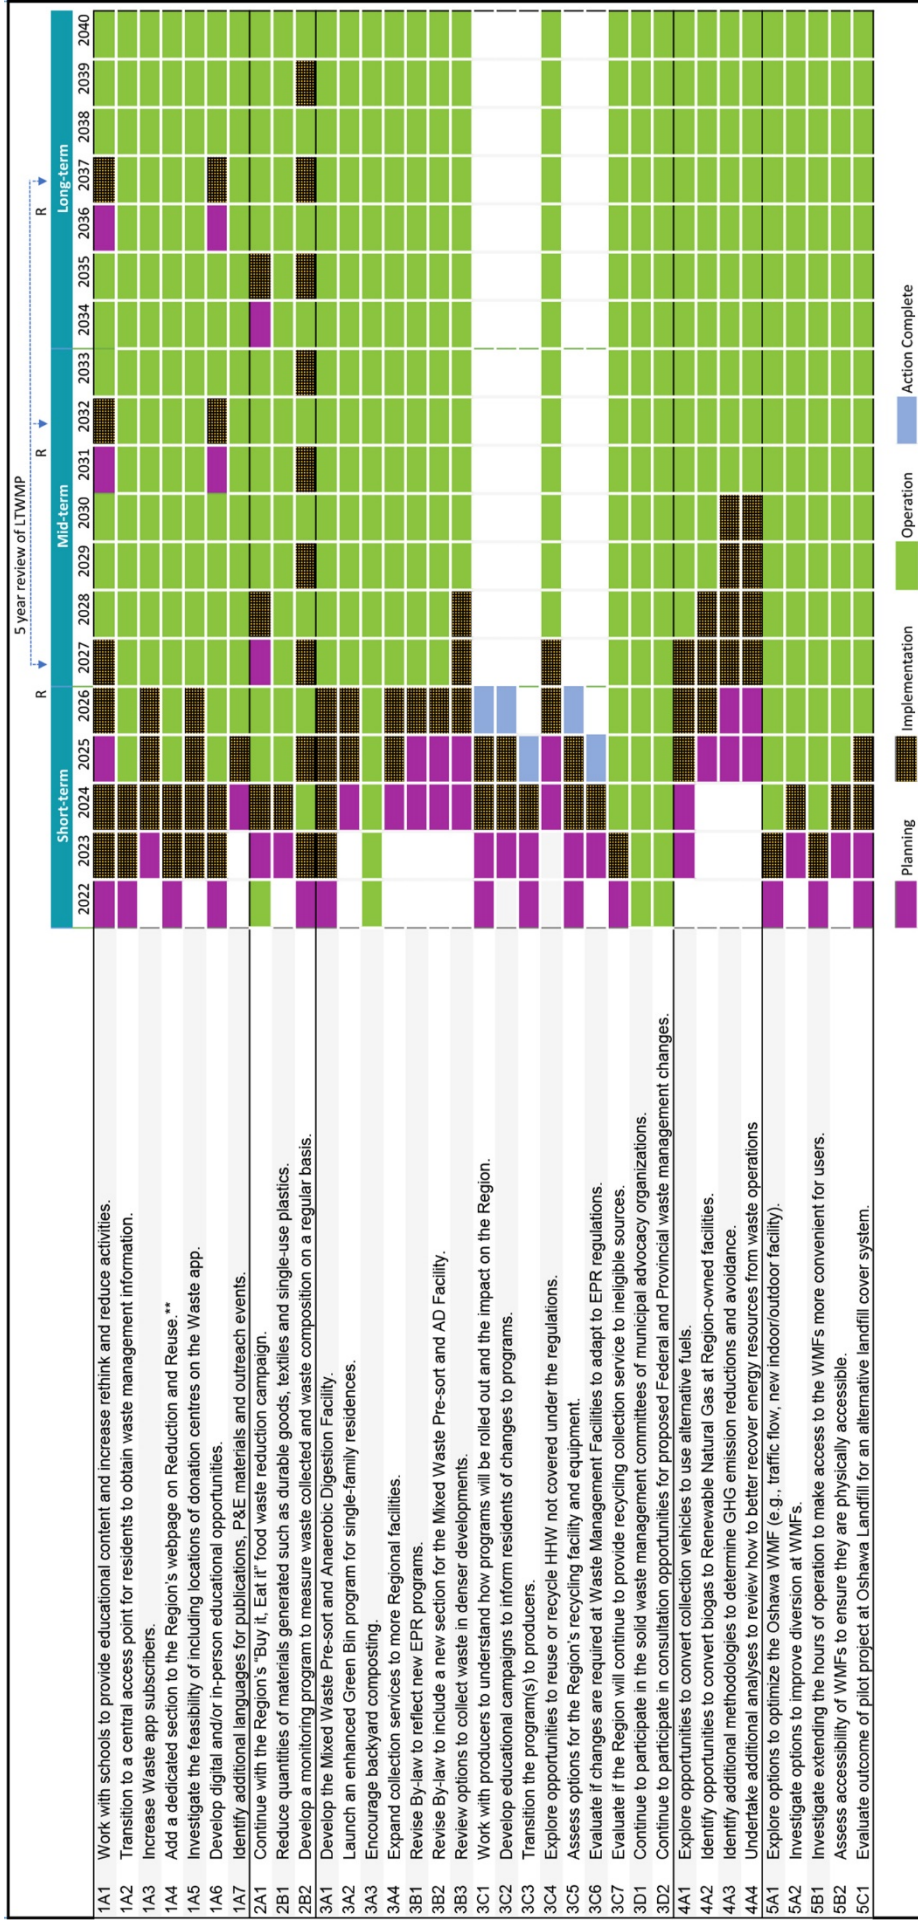 5 year review of LTWMP
R R R
Short-term Mid-term Long-term
2022 2023 2024 2025 2026 2027 2028 2029 2030 2031 2032 2033 2034 2035 2036 2037 2038 2039 2040
1A1 Work with schools to provide educational content and increase rethink and reduce activities.
1A2 Transition to a central access point for residents to obtain waste management information.
1A3 Increase Waste app subscribers.
1A4 Add a dedicated section to the Region's webpage on Reduction and Reuse.**
1A5 Investigate the feasibility of including locations of donation centres on the Waste app.
1A6 Develop digital and/or in-person educational opportunities.
1A7 Identify additional languages for publications, P&E materials and outreach events.
2A1 Continue with the Region's "Buy it, Eat it" food waste reduction campaign.
2B1 Reduce quantities of materials generated such as durable goods, textiles and single-use plastics.
2B2 Develop a monitoring program to measure waste collected and waste composition on a regular basis.
3A1 Develop the Mixed Waste Pre-sort and Anaerobic Digestion Facility.
3A2 Launch an enhanced Green Bin program for single-family residences.
3A3 Encourage backyard composting.
3A4 Expand collection services to more Regional facilities.
3B1 Revise By-law to reflect new EPR programs.
3B2 Revise By-law to include a new section for the Mixed Waste Pre-sort and AD Facility.
3B3 Review options to collect waste in denser developments.
3C1 Work with producers to understand how programs will be rolled out and the impact on the Region.
3C2 Develop educational campaigns to inform residents of changes to programs.
3C3 Transition the program(s) to producers.
3C4 Explore opportunities to reuse or recycle HHW not covered under the regulations.
3C5 Assess options for the Region's recycling facility and equipment.
3C6 Evaluate if changes are required at Waste Management Facilities to adapt to EPR regulations.
3C7 Evaluate if the Region will continue to provide recycling collection service to ineligible sources.
3D1 Continue to participate in the solid waste management committees of municipal advocacy organizations.
3D2 Continue to participate in consultation opportunities for proposed Federal and Provincial waste management changes.
4A1 Explore opportunities to convert collection vehicles to use alternative fuels.
4A2 Identify opportunities to convert biogas to Renewable Natural Gas at Region-owned facilities.
4A3 Identify additional methodologies to determine GHG emission reductions and avoidance.
4A4 Undertake additional analyses to review how to better recover energy resources from waste operations
5A1 Explore options to optimize the Oshawa WMF (e.g., traffic flow, new indoor/outdoor facility).
5A2 Investigate options to improve diversion at WMFs.
5B1 Investigate extending the hours of operation to make access to the WMFs more convenient for users.
5B2 Assess accessibility of WMFs to ensure they are physically accessible.
5C1 Evaluate outcome of pilot project at Oshawa Landfill for an alternative landfill cover system.
Planning Implementation Operation Action Complete